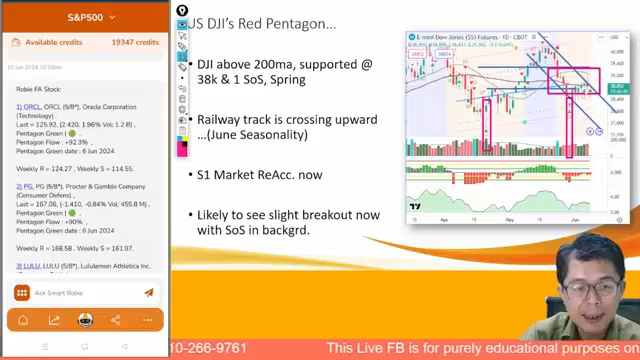 S&P500
Available credits
19347 credits
10 Jun 2024
Robie FA Stock:
1) ORCL, ORCL (5/8*), Oracle Corporation
(Technology)
Last = 125.92, (2.420, 1.96% Vol = 1.2 B)
Pentagon Green |
Pentagon Flow : +92.3%
Pentagon Green date : 6 Jun 2024
Weekly R = 124.27, Weekly S = 114.55.
2) PG, PG (5/8*), Procter & Gamble Company
(Consumer Defens)
Last = 167.06, (-1.410, -0.84% Vol= 455.8 M)
Pentagon Green |
Pentagon Flow : +90%
Pentagon Green date : 6 Jun 2024
Weekly R = 168.58, Weekly S = 161.97.
3) LULU, LULU (5/8*), Lululemon Athletica Inc.
Ask Smart Robie
US DJI's Red Pentagon...
• DJI above 200ma, supported @
38k & 1 SoS, Spring
• Railway track is crossing upward
...(June Seasonality)
• S1 Market ReAcc. now
• Likely to see slight breakout now
with SoS in backgrd.
E-mini Dow Jones ($5) Futures · 1D · CBOT
15
Apr
15
May
15
Jun
10-266-9761
This Live FB is for purely educational purposes on